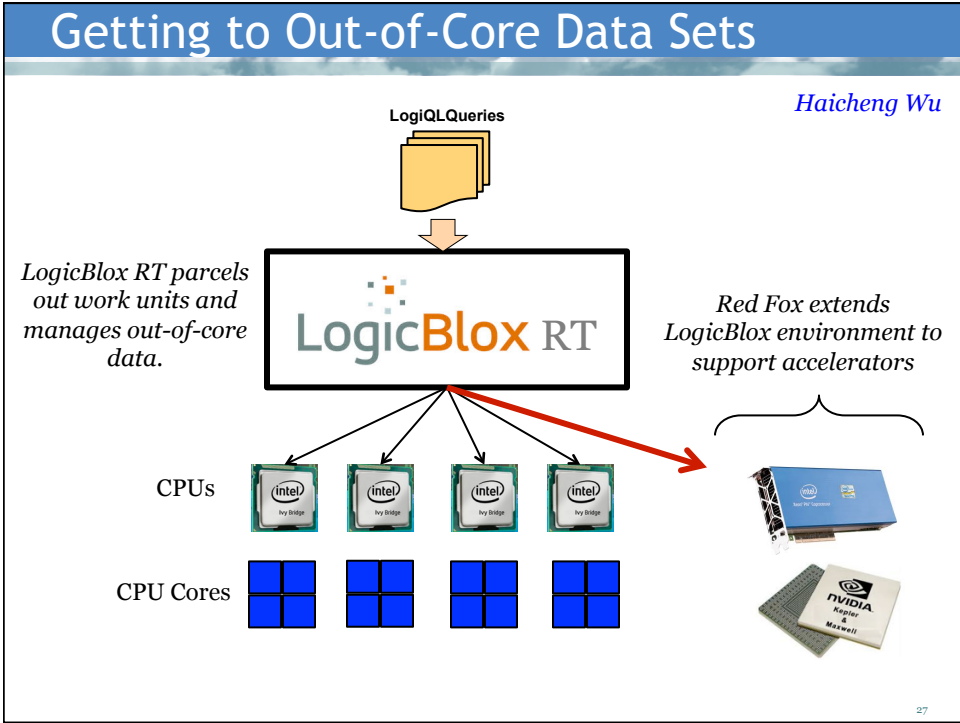 Getting to Out-of-Core Data Sets
Haicheng Wu
LogiQLQueries
LogicBlox RT parcels
out work units and
manages out-of-core
data.
LogicBlox RT
Red Fox extends
LogicBlox environment to
support accelerators
CPUs
intel
Ivy Bridge
intel
Ivy Bridge
intel
Ivy Bridge
intel
Ivy Bridge
intel
CPU Cores
NVIDIA
Kepler
&
Maxwell
27